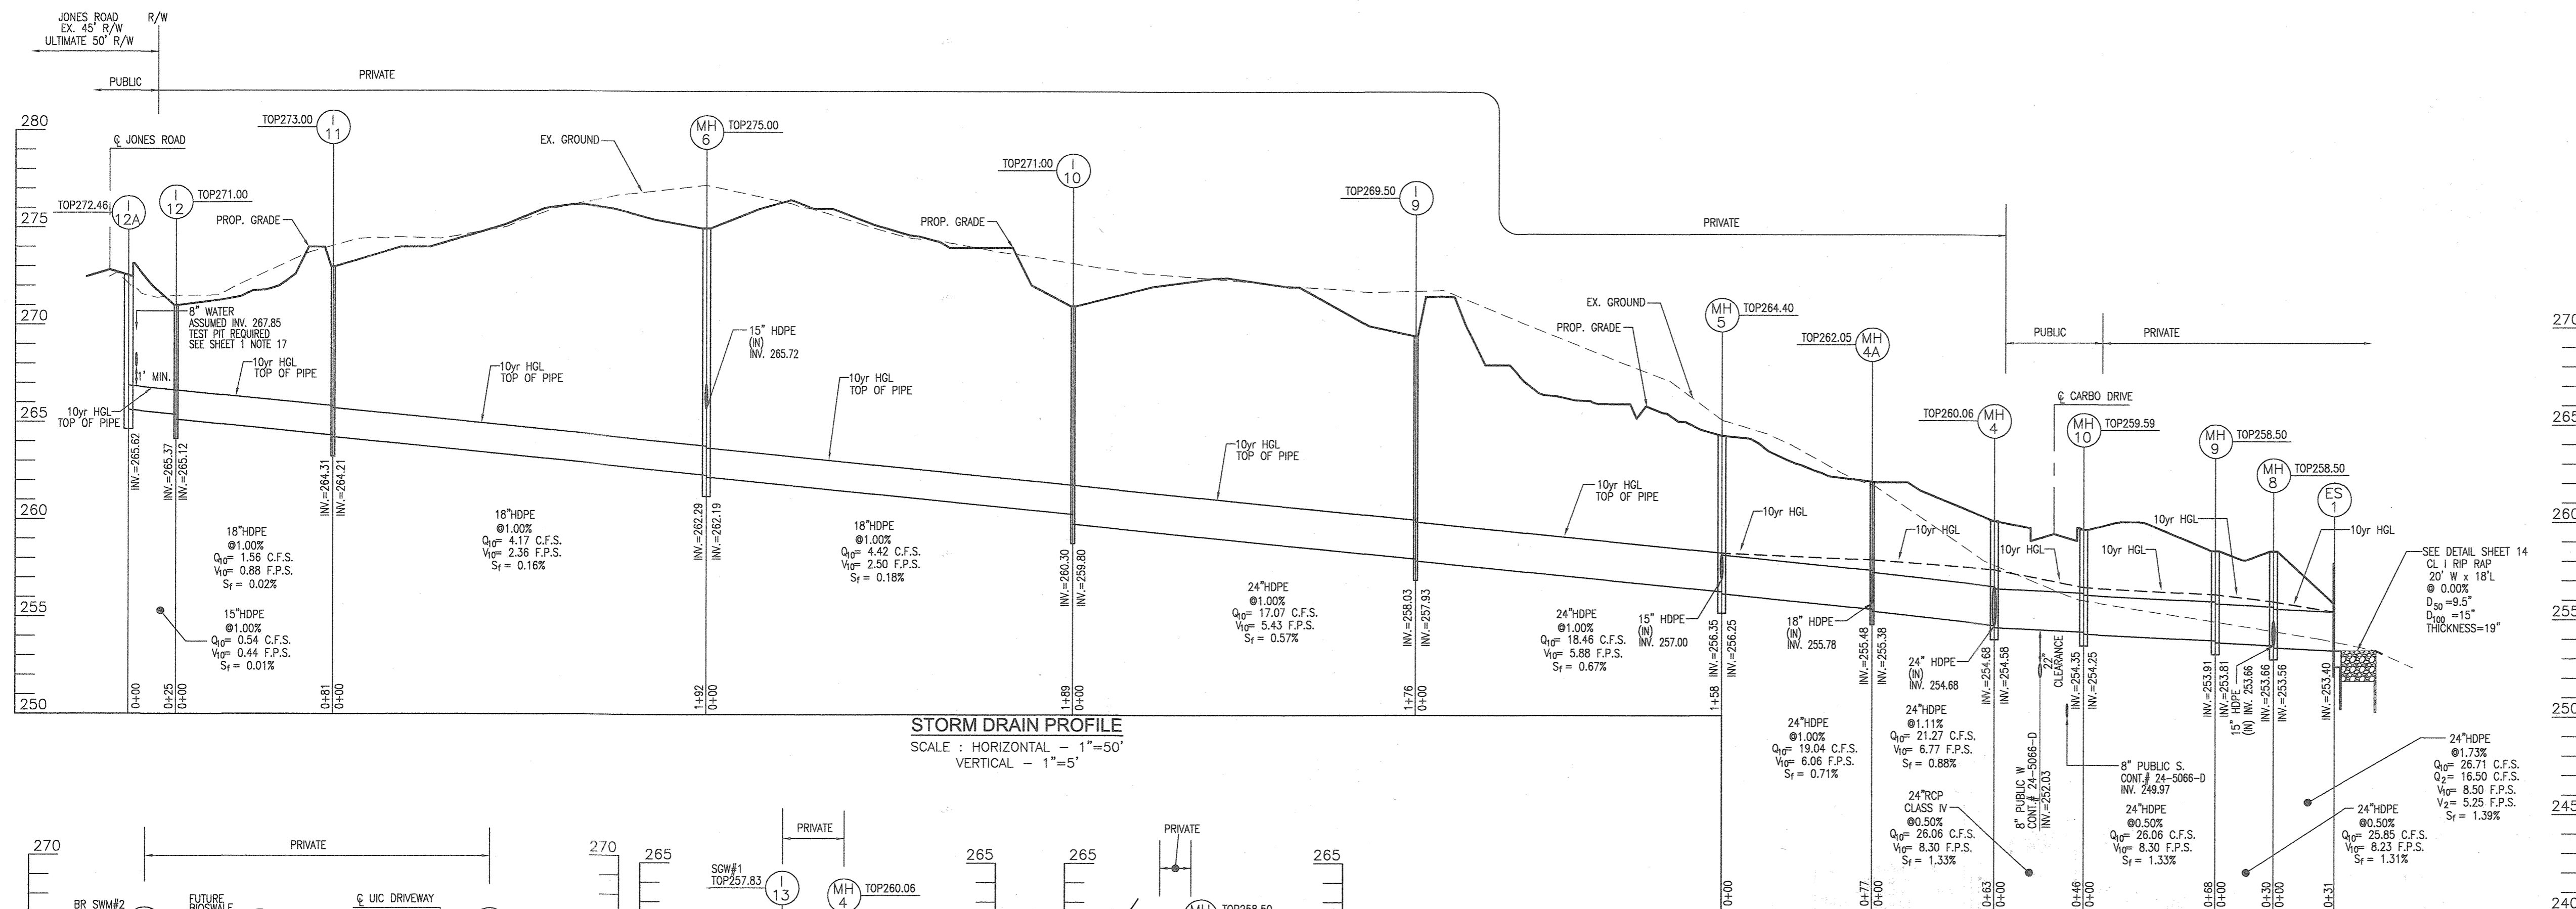 JONES ROAD
EX. 45' R/W
ULTIMATE 50' R/W
R/W
PUBLIC
PRIVATE
280
275
270
265
260
255
250
℄ JONES ROAD
TOP272.46
I
12A
I
12
TOP271.00
TOP273.00
I
11
PROP. GRADE
8" WATER
ASSUMED INV. 267.85
TEST PIT REQUIRED
SEE SHEET 1 NOTE 17
1' MIN.
10yr HGL
TOP OF PIPE
10yr HGL
TOP OF PIPE
EX. GROUND
MH
6
TOP275.00
15" HDPE
(IN)
INV. 265.72
10yr HGL
TOP OF PIPE
10yr HGL
TOP OF PIPE
TOP271.00
I
10
PROP. GRADE
10yr HGL
TOP OF PIPE
TOP269.50
I
9
10yr HGL
TOP OF PIPE
PRIVATE
EX. GROUND
PROP. GRADE
MH
5
TOP264.40
TOP262.05
MH
4A
TOP260.06
MH
4
PUBLIC
PRIVATE
℄ CARBO DRIVE
MH
10
TOP259.59
MH
9
TOP258.50
MH
8
TOP258.50
ES
1
10yr HGL
10yr HGL
10yr HGL
10yr HGL
10yr HGL
10yr HGL
SEE DETAIL SHEET 14
CL I RIP RAP
20' W x 18'L
@ 0.00%
D50 =9.5"
D100 =15"
THICKNESS=19"
270
265
260
255
250
245
240
INV.=265.62
INV.=265.37
INV.=265.12
INV.=264.31
INV.=264.21
INV.=262.29
INV.=262.19
INV.=260.30
INV.=259.80
INV.=258.03
INV.=257.93
INV.=256.35
INV.=256.25
INV.=255.48
INV.=255.38
INV.=254.68
INV.=254.58
INV.=254.35
INV.=254.25
INV.=253.91
INV.=253.81
INV.=253.66
INV.=253.56
INV.=253.40
18"HDPE
@1.00%
Q10= 1.56 C.F.S.
V10= 0.88 F.P.S.
Sf = 0.02%
15"HDPE
@1.00%
Q10= 0.54 C.F.S.
V10= 0.44 F.P.S.
Sf = 0.01%
18"HDPE
@1.00%
Q10= 4.17 C.F.S.
V10= 2.36 F.P.S.
Sf = 0.16%
18"HDPE
@1.00%
Q10= 4.42 C.F.S.
V10= 2.50 F.P.S.
Sf = 0.18%
24"HDPE
@1.00%
Q10= 17.07 C.F.S.
V10= 5.43 F.P.S.
Sf = 0.57%
24"HDPE
@1.00%
Q10= 18.46 C.F.S.
V10= 5.88 F.P.S.
Sf = 0.67%
15" HDPE
(IN)
INV. 257.00
18" HDPE
(IN)
INV. 255.78
24" HDPE
(IN)
INV. 254.68
22"
CLEARANCE
15" HDPE
(IN) INV. 253.66
0+00
0+25
0+00
0+81
0+00
1+92
0+00
1+89
0+00
1+76
0+00
1+58
STORM DRAIN PROFILE
SCALE : HORIZONTAL - 1"=50'
VERTICAL - 1"=5'
24"HDPE
@1.00%
Q10= 19.04 C.F.S.
V10= 6.06 F.P.S.
Sf = 0.71%
24"HDPE
@1.11%
Q10= 21.27 C.F.S.
V10= 6.77 F.P.S.
Sf = 0.88%
24"RCP
CLASS IV
@0.50%
Q10= 26.06 C.F.S.
V10= 8.30 F.P.S.
Sf = 1.33%
8" PUBLIC W
CONT.# 24-5066-D
INV.=252.03
8" PUBLIC S.
CONT.# 24-5066-D
INV. 249.97
24"HDPE
@0.50%
Q10= 26.06 C.F.S.
V10= 8.30 F.P.S.
Sf = 1.33%
24"HDPE
@1.73%
Q10= 26.71 C.F.S.
Q2 = 16.50 C.F.S.
V10= 8.50 F.P.S.
V2 = 5.25 F.P.S.
Sf = 1.39%
24"HDPE
@0.50%
Q10= 25.85 C.F.S.
V10= 8.23 F.P.S.
Sf = 1.31%
0+00
0+77
0+00
0+63
0+00
0+46
0+00
0+68
0+00
0+30
0+00
0+31
270
PRIVATE
270
BR SWM#2
FUTURE
BIOSWALE
℄ UIC DRIVEWAY
265
SGW#1
TOP257.83
I
13
PRIVATE
MH
4
TOP260.06
265
265
PRIVATE
MH
TOP258.50
265